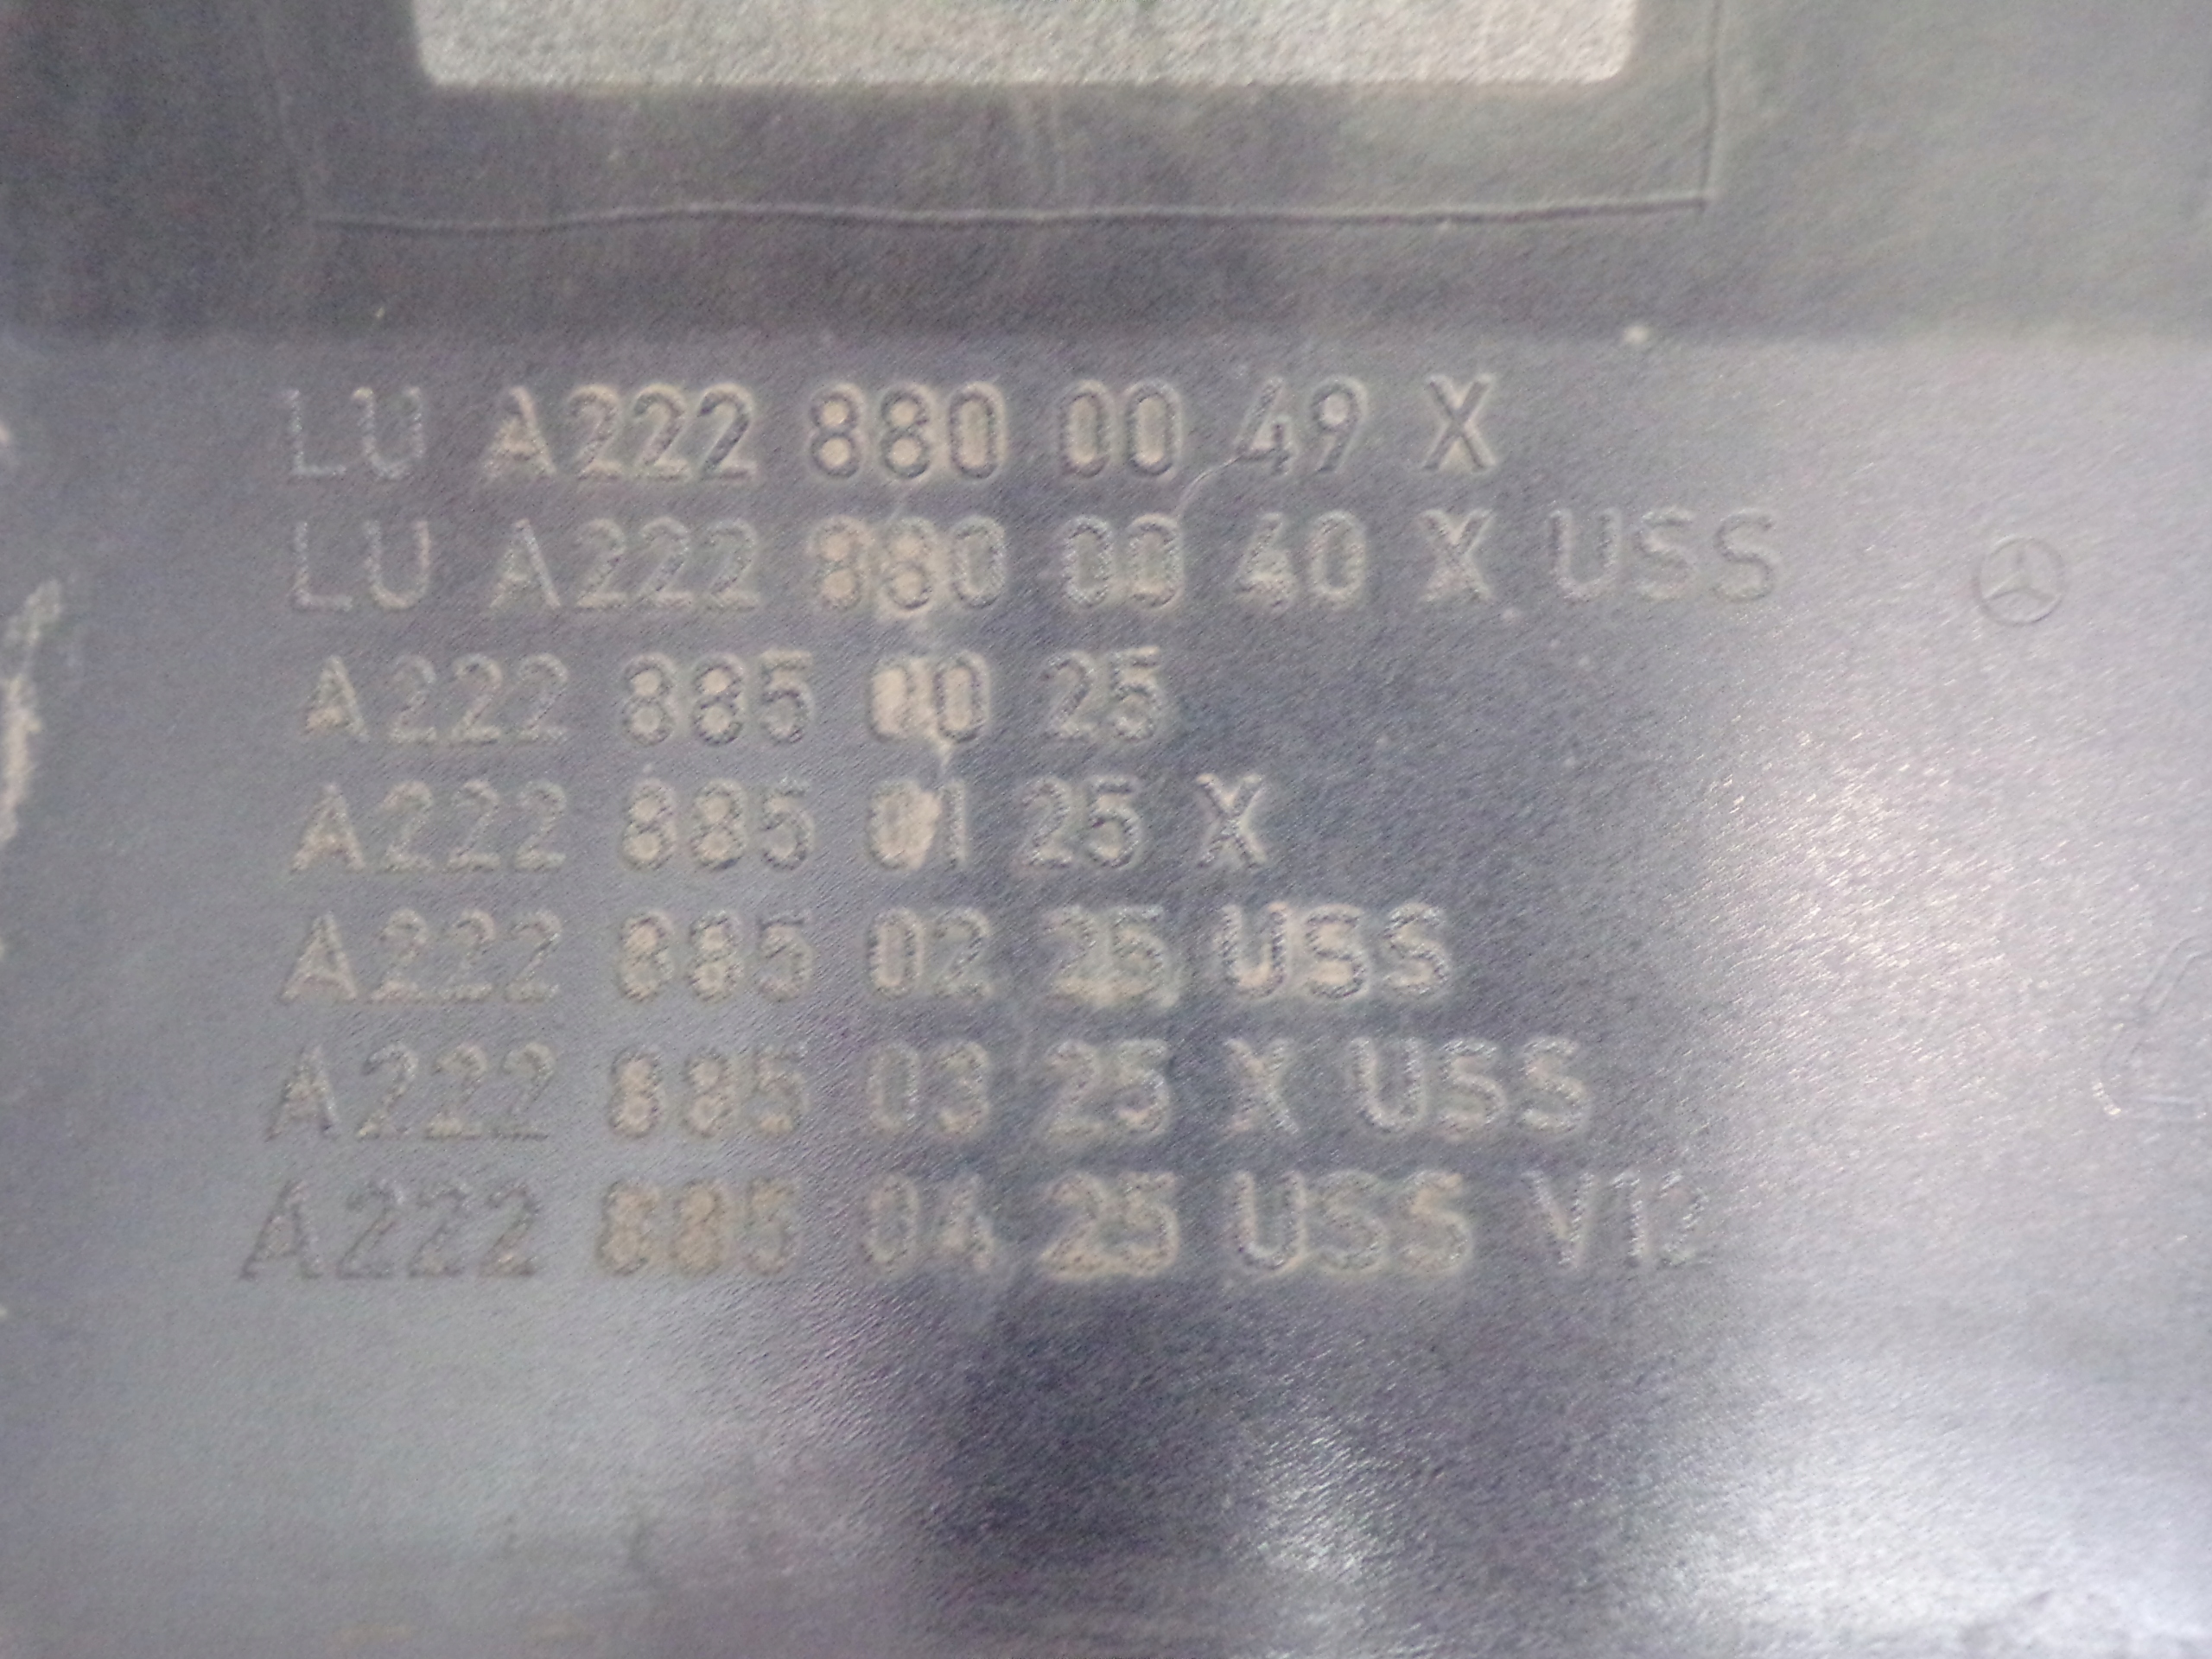 LU A222 880 00 49 X
LU A222 880 00 40 X USS
A222 885 00 25
A222 885 01 25 X
A222 885 02 25 USS
A222 885 03 25 X USS
A222 885 04 25 USS V12